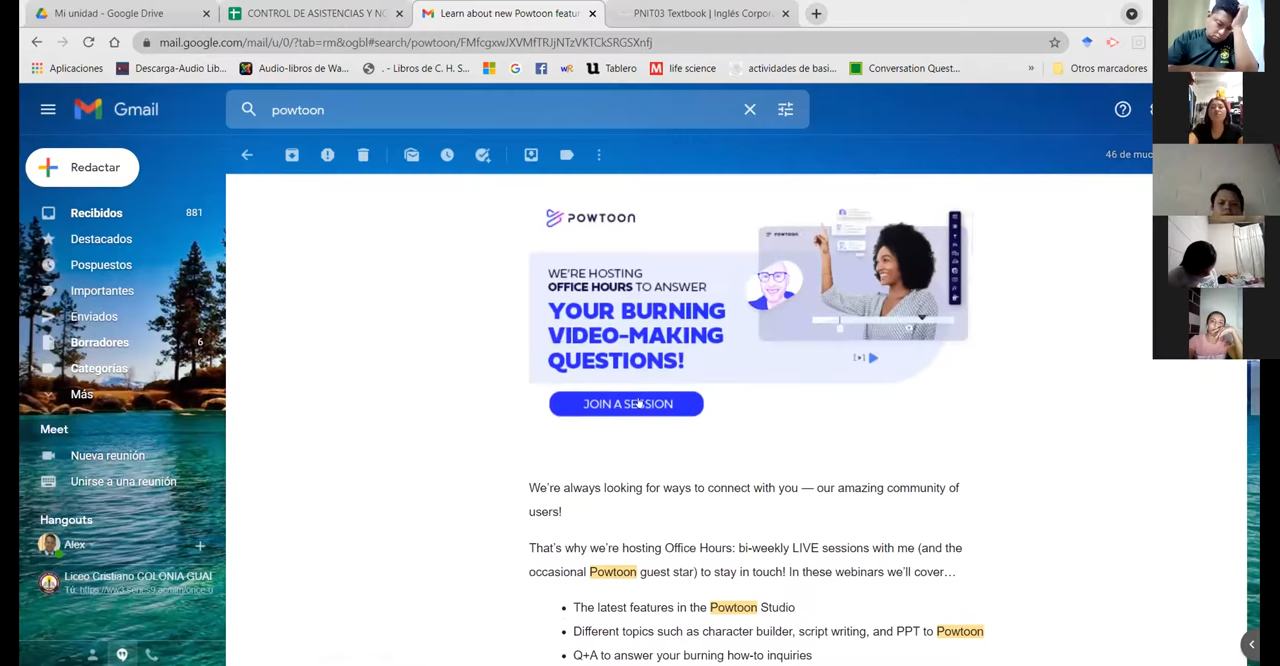 Mi unidad - Google Drive
CONTROL DE ASISTENCIAS Y NO
Learn about new Powtoon featur
PNIT03 Textbook | Inglés Corpor
mail.google.com/mail/u/0/?tab=rm&ogbl#search/powtoon/FMfcgxwJXVMfTRJjNTzVKTCkSRGSXnfj
Aplicaciones
Descarga-Audio Lib...
Audio-libros de Wa...
. - Libros de C. H. S...
Tablero
life science
actividades de basi...
Conversation Quest...
»
Otros marcadores
Gmail
powtoon
Redactar
46 de muc
Recibidos 881
Destacados
Pospuestos
Importantes
Enviados
Borradores 6
Categorías
Más
Meet
Nueva reunión
Unirse a una reunión
Hangouts
Alex
Liceo Cristiano COLONIA GUAI
POWTOON
WE'RE HOSTING
OFFICE HOURS TO ANSWER
YOUR BURNING
VIDEO-MAKING
QUESTIONS!
JOIN A SESSION
We're always looking for ways to connect with you — our amazing community of
users!
That's why we're hosting Office Hours: bi-weekly LIVE sessions with me (and the
occasional Powtoon guest star) to stay in touch! In these webinars we'll cover…
• The latest features in the Powtoon Studio
• Different topics such as character builder, script writing, and PPT to Powtoon
• Q+A to answer your burning how-to inquiries